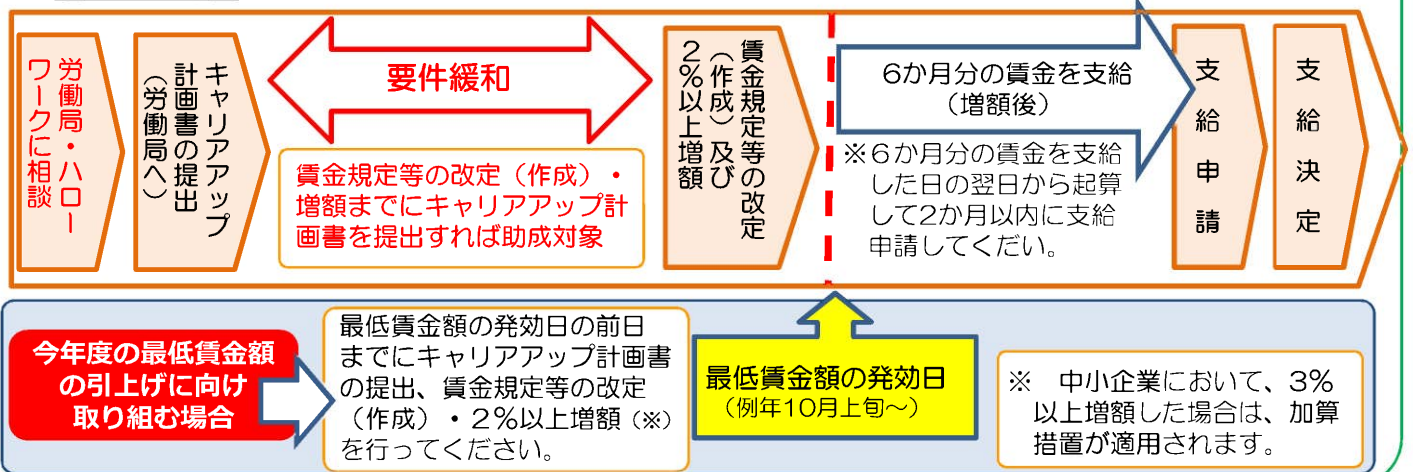 労働局・ハロー
ワークに相談
キャリアアップ
計画書の提出
（労働局へ）
要件緩和
賃金規定等の改定（作成）・
増額までにキャリアアップ計
画書を提出すれば助成対象
賃金規定等の改定
（作成）及び
２％以上増額
6か月分の賃金を支給
（増額後）
※６か月分の賃金を支給
した日の翌日から起算
して2か月以内に支給
申請してくだい。
支給申請
支給決定
今年度の最低賃金額
の引上げに向け
取り組む場合
最低賃金額の発効日の前日
までにキャリアアップ計画書
の提出、賃金規定等の改定
（作成）・２％以上増額（※）
を行ってください。
最低賃金額の発効日
（例年10月上旬～）
※　中小企業において、３％
以上増額した場合は、加算
措置が適用されます。